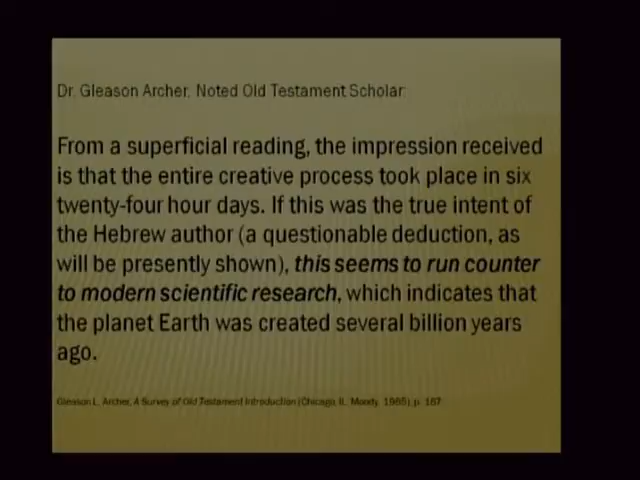 Dr. Gleason Archer, Noted Old Testament Scholar:
From a superficial reading, the impression received
is that the entire creative process took place in six
twenty-four hour days. If this was the true intent of
the Hebrew author (a questionable deduction, as
will be presently shown), this seems to run counter
to modern scientific research, which indicates that
the planet Earth was created several billion years
ago.
Gleason L. Archer, A Survey of Old Testament Introduction (Chicago, IL: Moody, 1985), p. 187